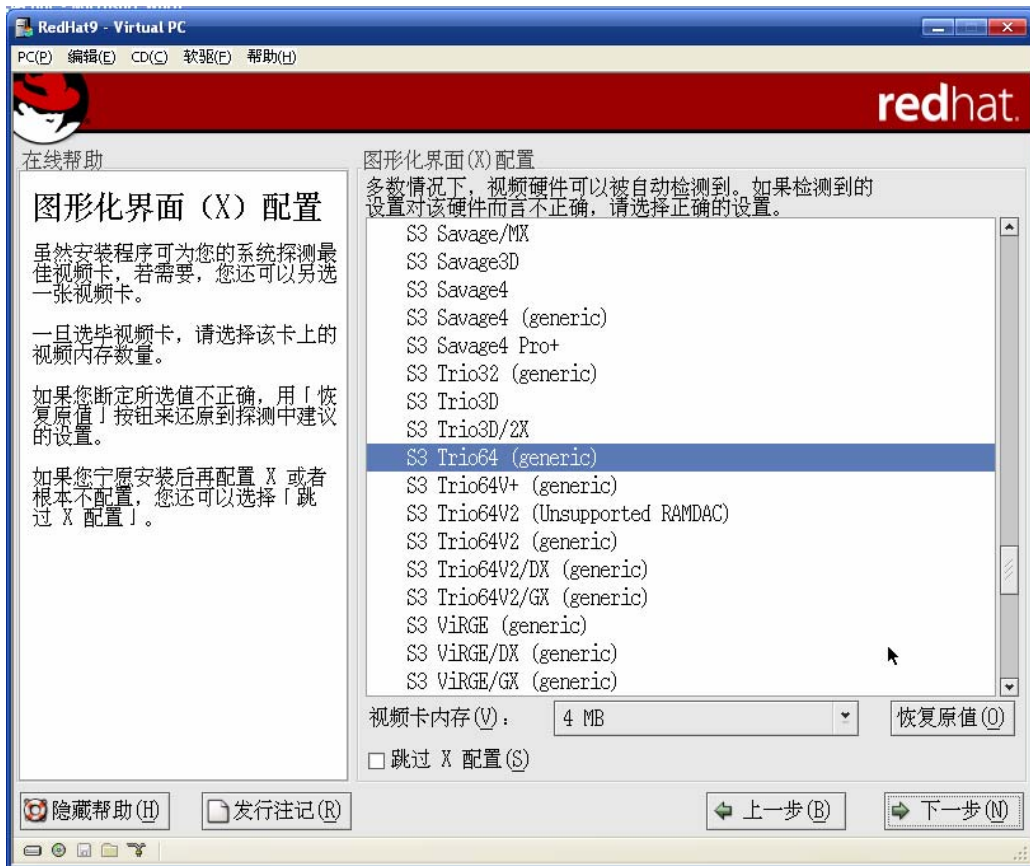 RedHat9 - Virtual PC
PC(P) 编辑(E) CD(C) 软驱(F) 帮助(H)
redhat.
在线帮助
图形化界面 (X) 配置
虽然安装程序可为您的系统探测最
佳视频卡，若需要，您还可以另选
一张视频卡。
一旦选毕视频卡，请选择该卡上的
视频内存数量。
如果您断定所选值不正确，用「恢
复原值」按钮来还原到探测中建议
的设置。
如果您宁愿安装后再配置 X 或者
根本不配置，您还可以选择「跳
过 X 配置」。
图形化界面(X)配置
多数情况下，视频硬件可以被自动检测到。如果检测到的
设置对该硬件而言不正确，请选择正确的设置。
S3 Savage/MX
S3 Savage3D
S3 Savage4
S3 Savage4 (generic)
S3 Savage4 Pro+
S3 Trio32 (generic)
S3 Trio3D
S3 Trio3D/2X
S3 Trio64 (generic)
S3 Trio64V+ (generic)
S3 Trio64V2 (Unsupported RAMDAC)
S3 Trio64V2 (generic)
S3 Trio64V2/DX (generic)
S3 Trio64V2/GX (generic)
S3 ViRGE (generic)
S3 ViRGE/DX (generic)
S3 ViRGE/GX (generic)
视频卡内存(V)： 4 MB 恢复原值(O)
跳过 X 配置(S)
隐藏帮助(H) 发行注记(R) 上一步(B) 下一步(N)